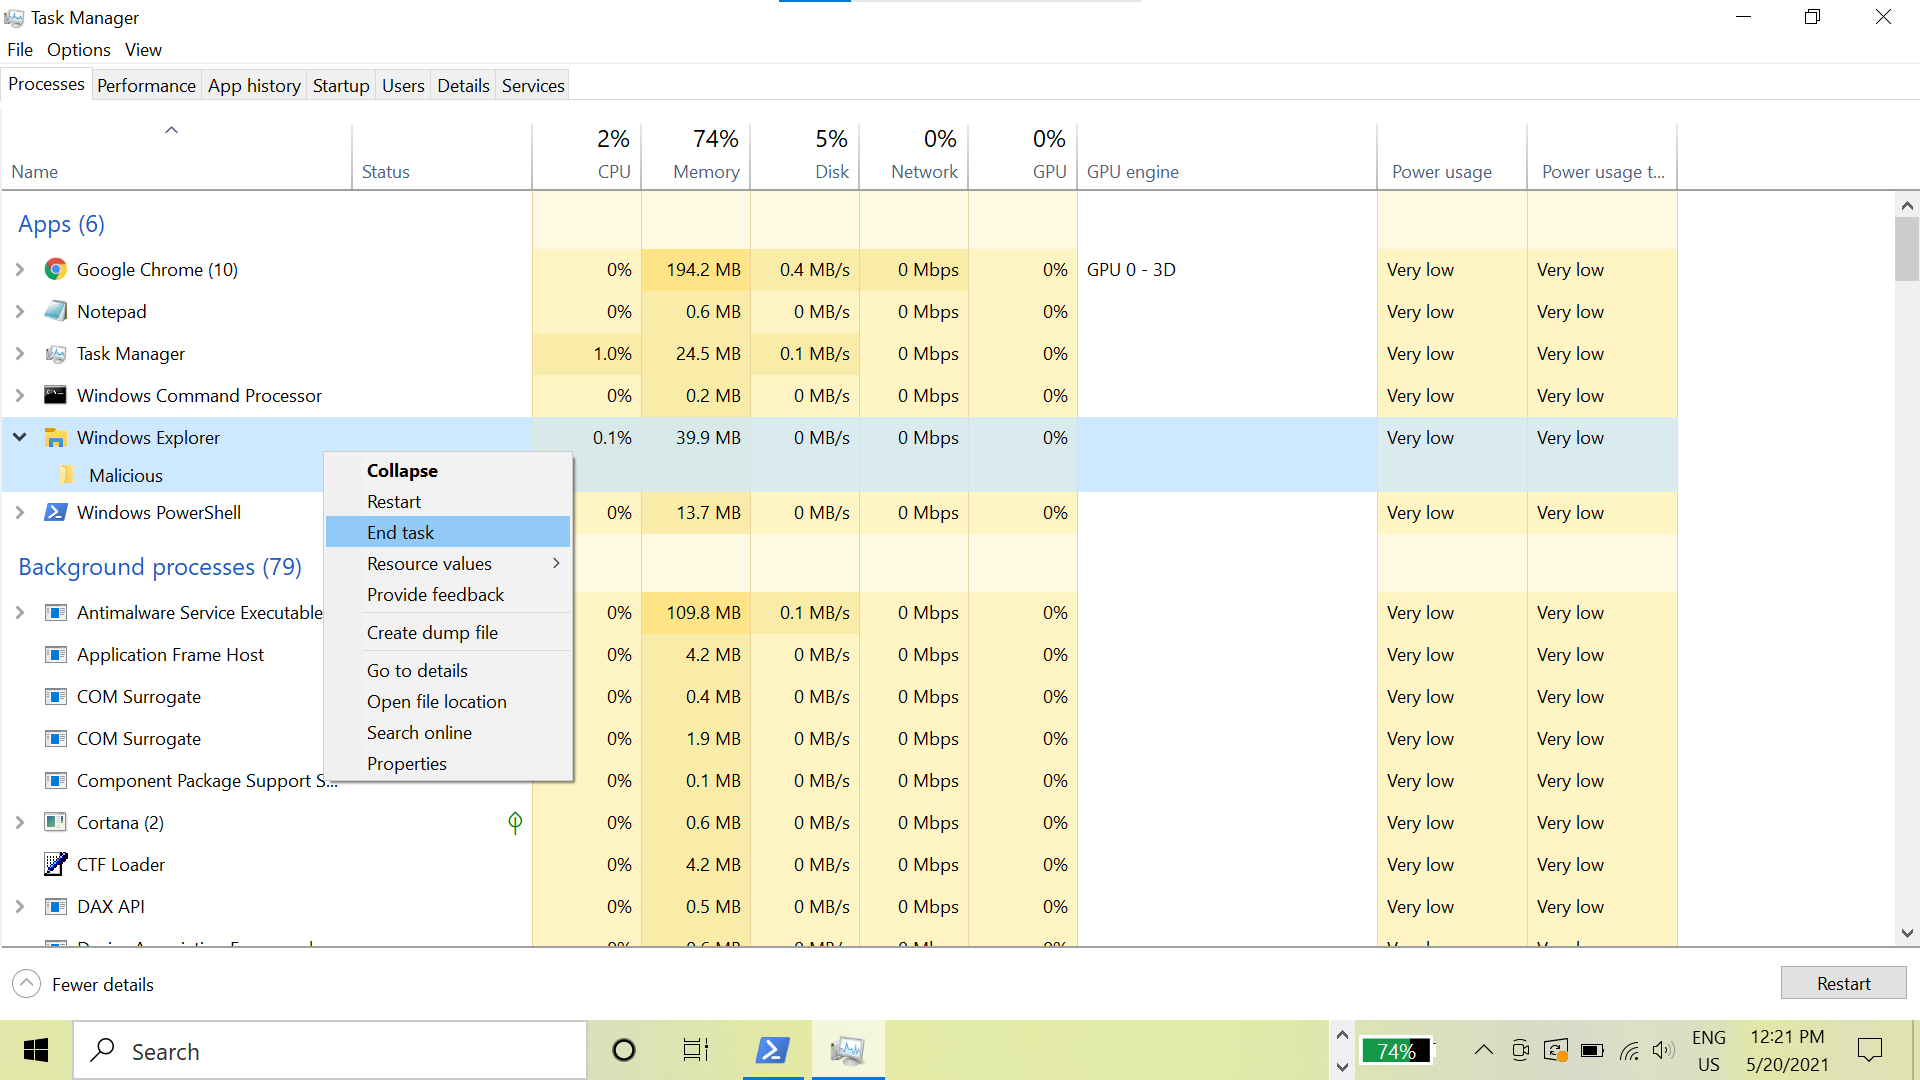 Task Manager
File Options View
Processes Performance App history Startup Users Details Services
2% 74% 5% 0% 0%
Name Status CPU Memory Disk Network GPU GPU engine Power usage Power usage t...
Apps (6)
Google Chrome (10) 0% 194.2 MB 0.4 MB/s 0 Mbps 0% GPU 0 - 3D Very low Very low
Notepad 0% 0.6 MB 0 MB/s 0 Mbps 0% Very low Very low
Task Manager 1.0% 24.5 MB 0.1 MB/s 0 Mbps 0% Very low Very low
Windows Command Processor 0% 0.2 MB 0 MB/s 0 Mbps 0% Very low Very low
Windows Explorer 0.1% 39.9 MB 0 MB/s 0 Mbps 0% Very low Very low
Malicious
Windows PowerShell 0% 13.7 MB 0 MB/s 0 Mbps 0% Very low Very low
Collapse
Restart
End task
Resource values
Provide feedback
Create dump file
Go to details
Open file location
Search online
Properties
Background processes (79)
Antimalware Service Executable 0% 109.8 MB 0.1 MB/s 0 Mbps 0% Very low Very low
Application Frame Host 0% 4.2 MB 0 MB/s 0 Mbps 0% Very low Very low
COM Surrogate 0% 0.4 MB 0 MB/s 0 Mbps 0% Very low Very low
COM Surrogate 0% 1.9 MB 0 MB/s 0 Mbps 0% Very low Very low
Component Package Support S... 0% 0.1 MB 0 MB/s 0 Mbps 0% Very low Very low
Cortana (2) 0% 0.6 MB 0 MB/s 0 Mbps 0% Very low Very low
CTF Loader 0% 4.2 MB 0 MB/s 0 Mbps 0% Very low Very low
DAX API 0% 0.5 MB 0 MB/s 0 Mbps 0% Very low Very low
Fewer details Restart
Search 74% ENG US 12:21 PM 5/20/2021